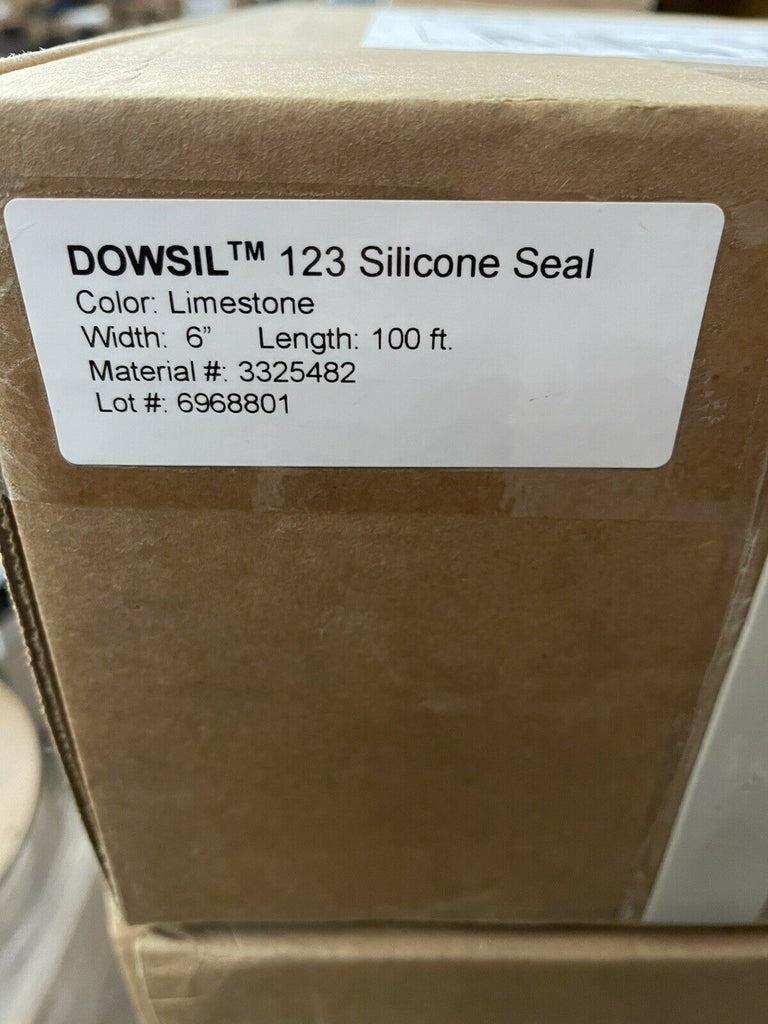 DOWSIL™ 123 Silicone Seal
Color: Limestone
Width: 6” Length: 100 ft.
Material #: 3325482
Lot #: 6968801